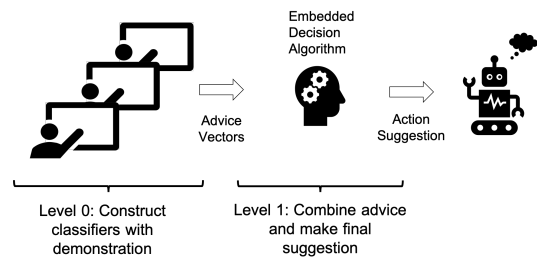 Embedded
Decision
Algorithm
Advice
Vectors
Action
Suggestion
Level 0: Construct
classifiers with
demonstration
Level 1: Combine advice
and make final
suggestion